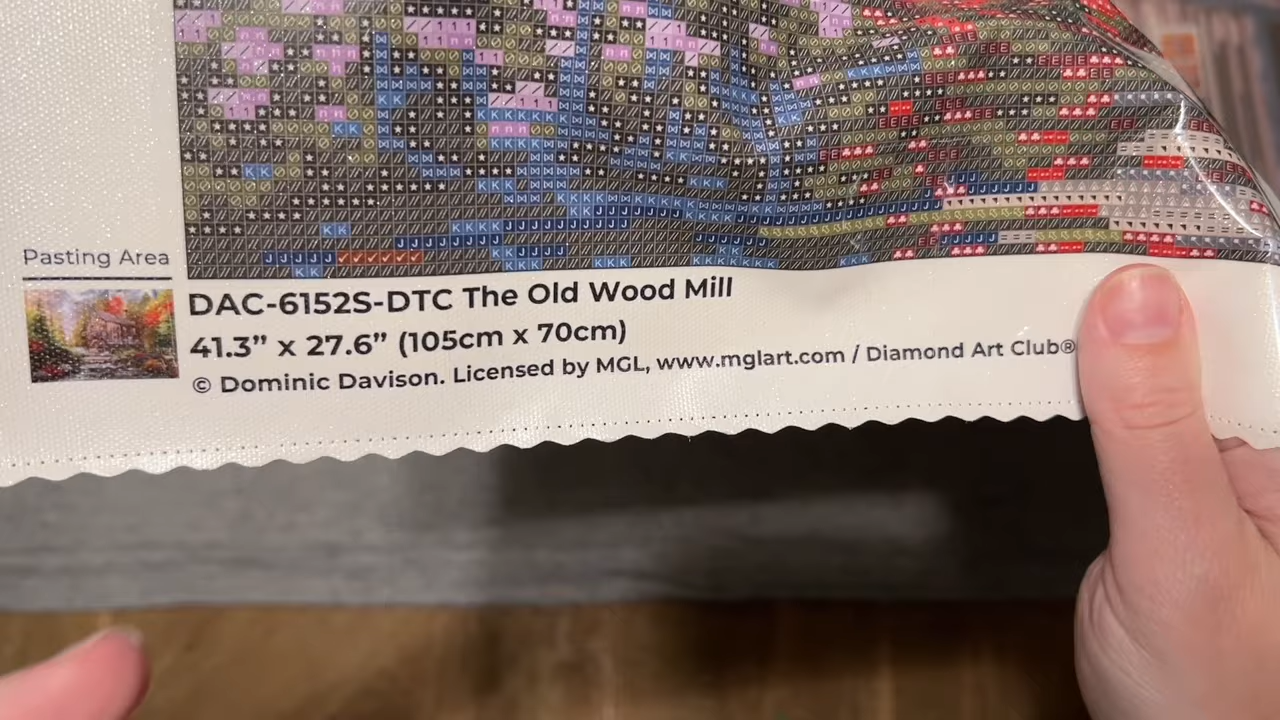 Pasting Area
DAC-6152S-DTC The Old Wood Mill
41.3” x 27.6” (105cm x 70cm)
© Dominic Davison. Licensed by MGL, www.mglart.com / Diamond Art Club®